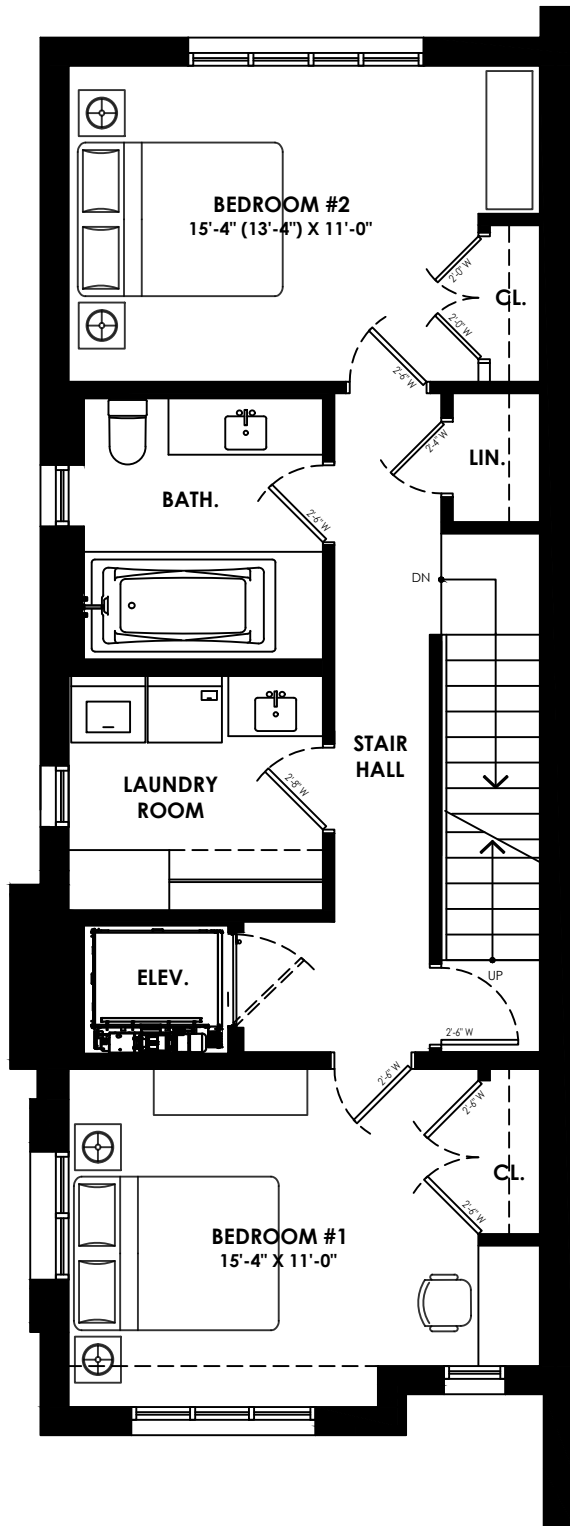 BEDROOM #2
15'-4" (13'-4") X 11'-0"
2'-0" W
CL.
2'-0" W
2'-6" W
2'-4" W
LIN.
BATH.
2'-6" W
DN
STAIR
HALL
LAUNDRY
ROOM
2'-8" W
ELEV.
UP
2'-6" W
2'-6" W
2'-6" W
CL.
2'-6" W
BEDROOM #1
15'-4" X 11'-0"